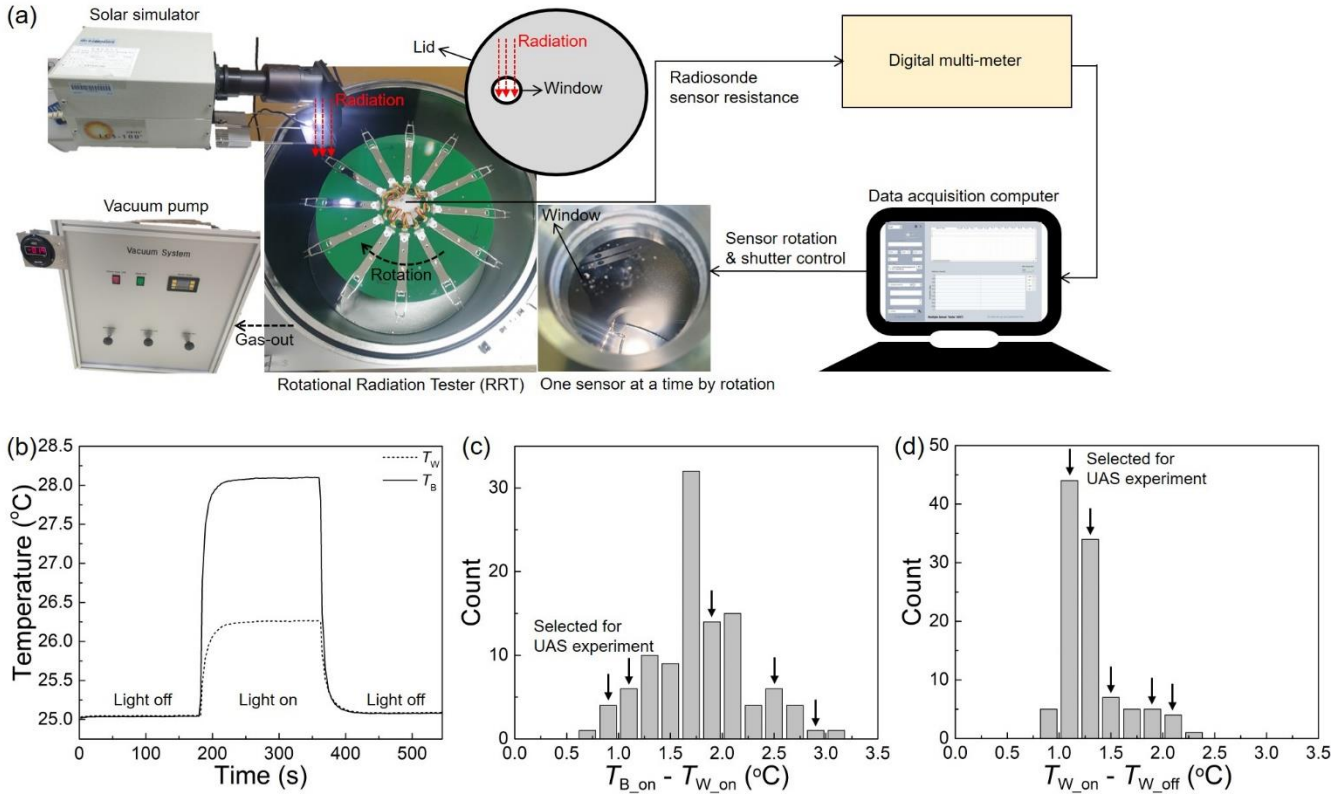 (a)
Solar simulator
Radiation
Lid
Radiation
Window
Radiosonde
sensor resistance
Digital multi-meter
Vacuum pump
Vacuum System
Rotation
Gas-out
Window
Sensor rotation
& shutter control
Data acquisition computer
Rotational Radiation Tester (RRT)
One sensor at a time by rotation
(b)
28.5
28.0
27.5
27.0
26.5
26.0
25.5
25.0
Temperature (°C)
T_W
T_B
Light off
Light on
Light off
0 100 200 300 400 500
Time (s)
(c)
30
20
10
0
Count
Selected for
UAS experiment
0.0 0.5 1.0 1.5 2.0 2.5 3.0 3.5
T_B_on - T_W_on (°C)
(d)
50
40
30
20
10
0
Count
Selected for
UAS experiment
0.0 0.5 1.0 1.5 2.0 2.5 3.0 3.5
T_W_on - T_W_off (°C)